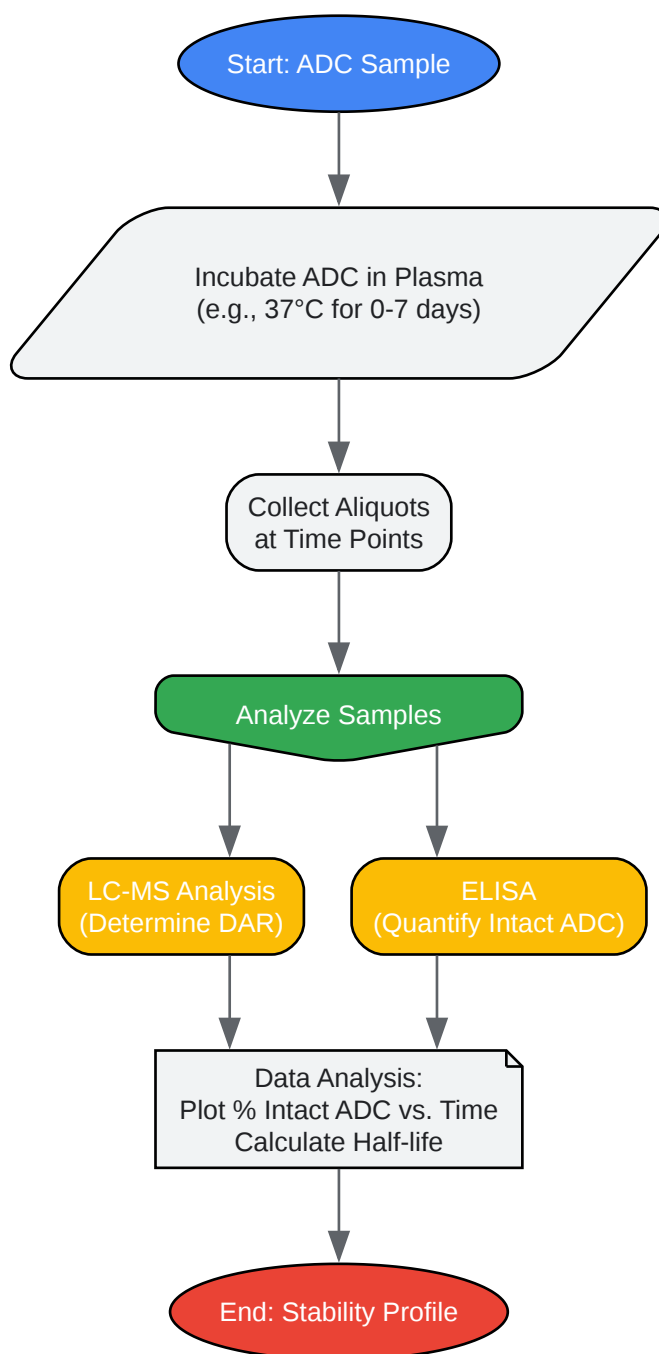 Start: ADC Sample
Incubate ADC in Plasma
(e.g., 37°C for 0-7 days)
Collect Aliquots
at Time Points
Analyze Samples
LC-MS Analysis
(Determine DAR)
ELISA
(Quantify Intact ADC)
Data Analysis:
Plot % Intact ADC vs. Time
Calculate Half-life
End: Stability Profile